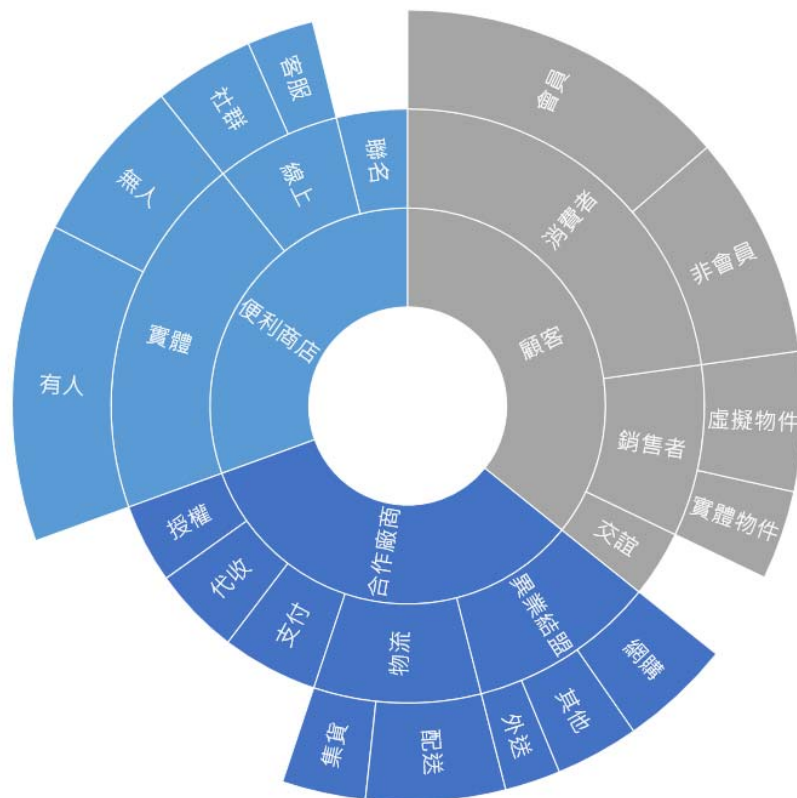 顧客
消費者
會員
非會員
銷售者
虛擬物件
實體物件
交誼
合作廠商
異業結盟
網購
其他
外送
物流
配送
集貨
支付
代收
授權
便利商店
實體
有人
無人
線上
社群
客服
聯名